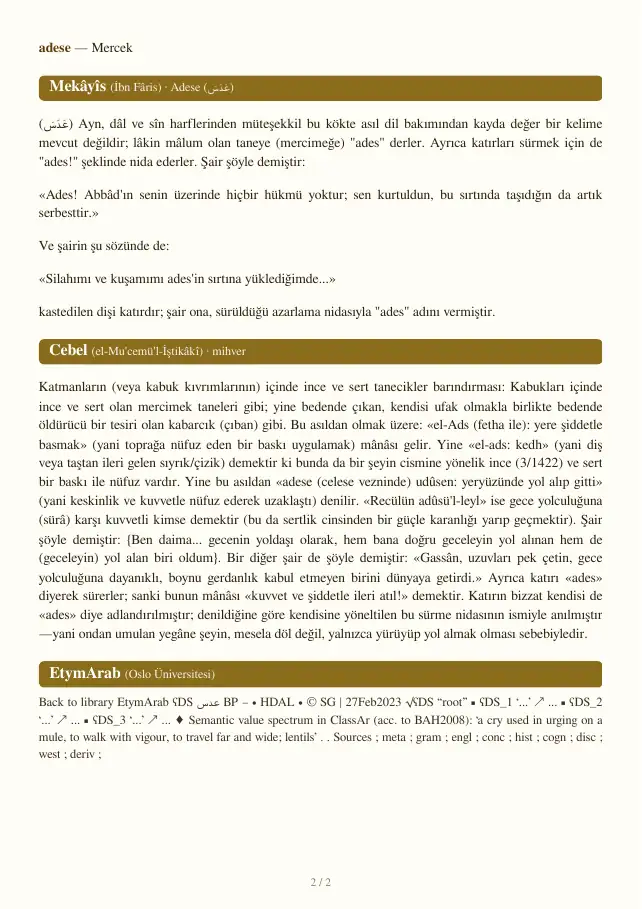 adese — Mercek
Mekâyîs (İbn Fâris) · Adese (عَدَسَ)
(عَدَسَ) Ayn, dâl ve sîn harflerinden müteşekkil bu kökte asıl dil bakımından kayda değer bir kelime
mevcut değildir; lâkin mâlum olan taneye (mercimeğe) "ades" derler. Ayrıca katırları sürmek için de
"ades!" şeklinde nida ederler. Şair şöyle demiştir:
«Ades! Abbâd'ın senin üzerinde hiçbir hükmü yoktur; sen kurtuldun, bu sırtında taşıdığın da artık
serbesttir.»
Ve şairin şu sözünde de:
«Silahımı ve kuşamımı ades'in sırtına yüklediğimde...»
kastedilen dişi katırdır; şair ona, sürüldüğü azarlama nidasıyla "ades" adını vermiştir.
Cebel (el-Mu'cemü'l-İştikâkî) · mihver
Katmanların (veya kabuk kıvrımlarının) içinde ince ve sert tanecikler barındırması: Kabukları içinde
ince ve sert olan mercimek taneleri gibi; yine bedende çıkan, kendisi ufak olmakla birlikte bedende
öldürücü bir tesiri olan kabarcık (çıban) gibi. Bu asıldan olmak üzere: «el-Ads (fetha ile): yere şiddetle
basmak» (yani toprağa nüfuz eden bir baskı uygulamak) mânâsı gelir. Yine «el-ads: kedh» (yani diş
veya taştan ileri gelen sıyrık/çizik) demektir ki bunda da bir şeyin cismine yönelik ince (3/1422) ve sert
bir baskı ile nüfuz vardır. Yine bu asıldan «adese (celese vezninde) udûsen: yeryüzünde yol alıp gitti»
(yani keskinlik ve kuvvetle nüfuz ederek uzaklaştı) denilir. «Recülün adûsü'l-leyl» ise gece yolculuğuna
(sürâ) karşı kuvvetli kimse demektir (bu da sertlik cinsinden bir güçle karanlığı yarıp geçmektir). Şair
şöyle demiştir: {Ben daima... gecenin yoldaşı olarak, hem bana doğru geceleyin yol alınan hem de
(geceleyin) yol alan biri oldum}. Bir diğer şair de şöyle demiştir: «Gassân, uzuvları pek çetin, gece
yolculuğuna dayanıklı, boynu gerdanlık kabul etmeyen birini dünyaya getirdi.» Ayrıca katırı «ades»
diyerek sürerler; sanki bunun mânâsı «kuvvet ve şiddetle ileri atıl!» demektir. Katırın bizzat kendisi de
«ades» diye adlandırılmıştır; denildiğine göre kendisine yöneltilen bu sürme nidasının ismiyle anılmıştır
—yani ondan umulan yegâne şeyin, mesela döl değil, yalnızca yürüyüp yol almak olması sebebiyledir.
EtymArab (Oslo Üniversitesi)
Back to library EtymArab ʕDS عدس BP – • HDAL • © SG | 27Feb2023 √ʕDS “root” ▪ ʕDS_1 ‘...’ ↗ ... ▪ ʕDS_2
‘...’ ↗ ... ▪ ʕDS_3 ‘...’ ↗ ... ♦ Semantic value spectrum in ClassAr (acc. to BAH2008): ‘a cry used in urging on a
mule, to walk with vigour, to travel far and wide; lentils’ . . Sources ; meta ; gram ; engl ; conc ; hist ; cogn ; disc ;
west ; deriv ;
2 / 2